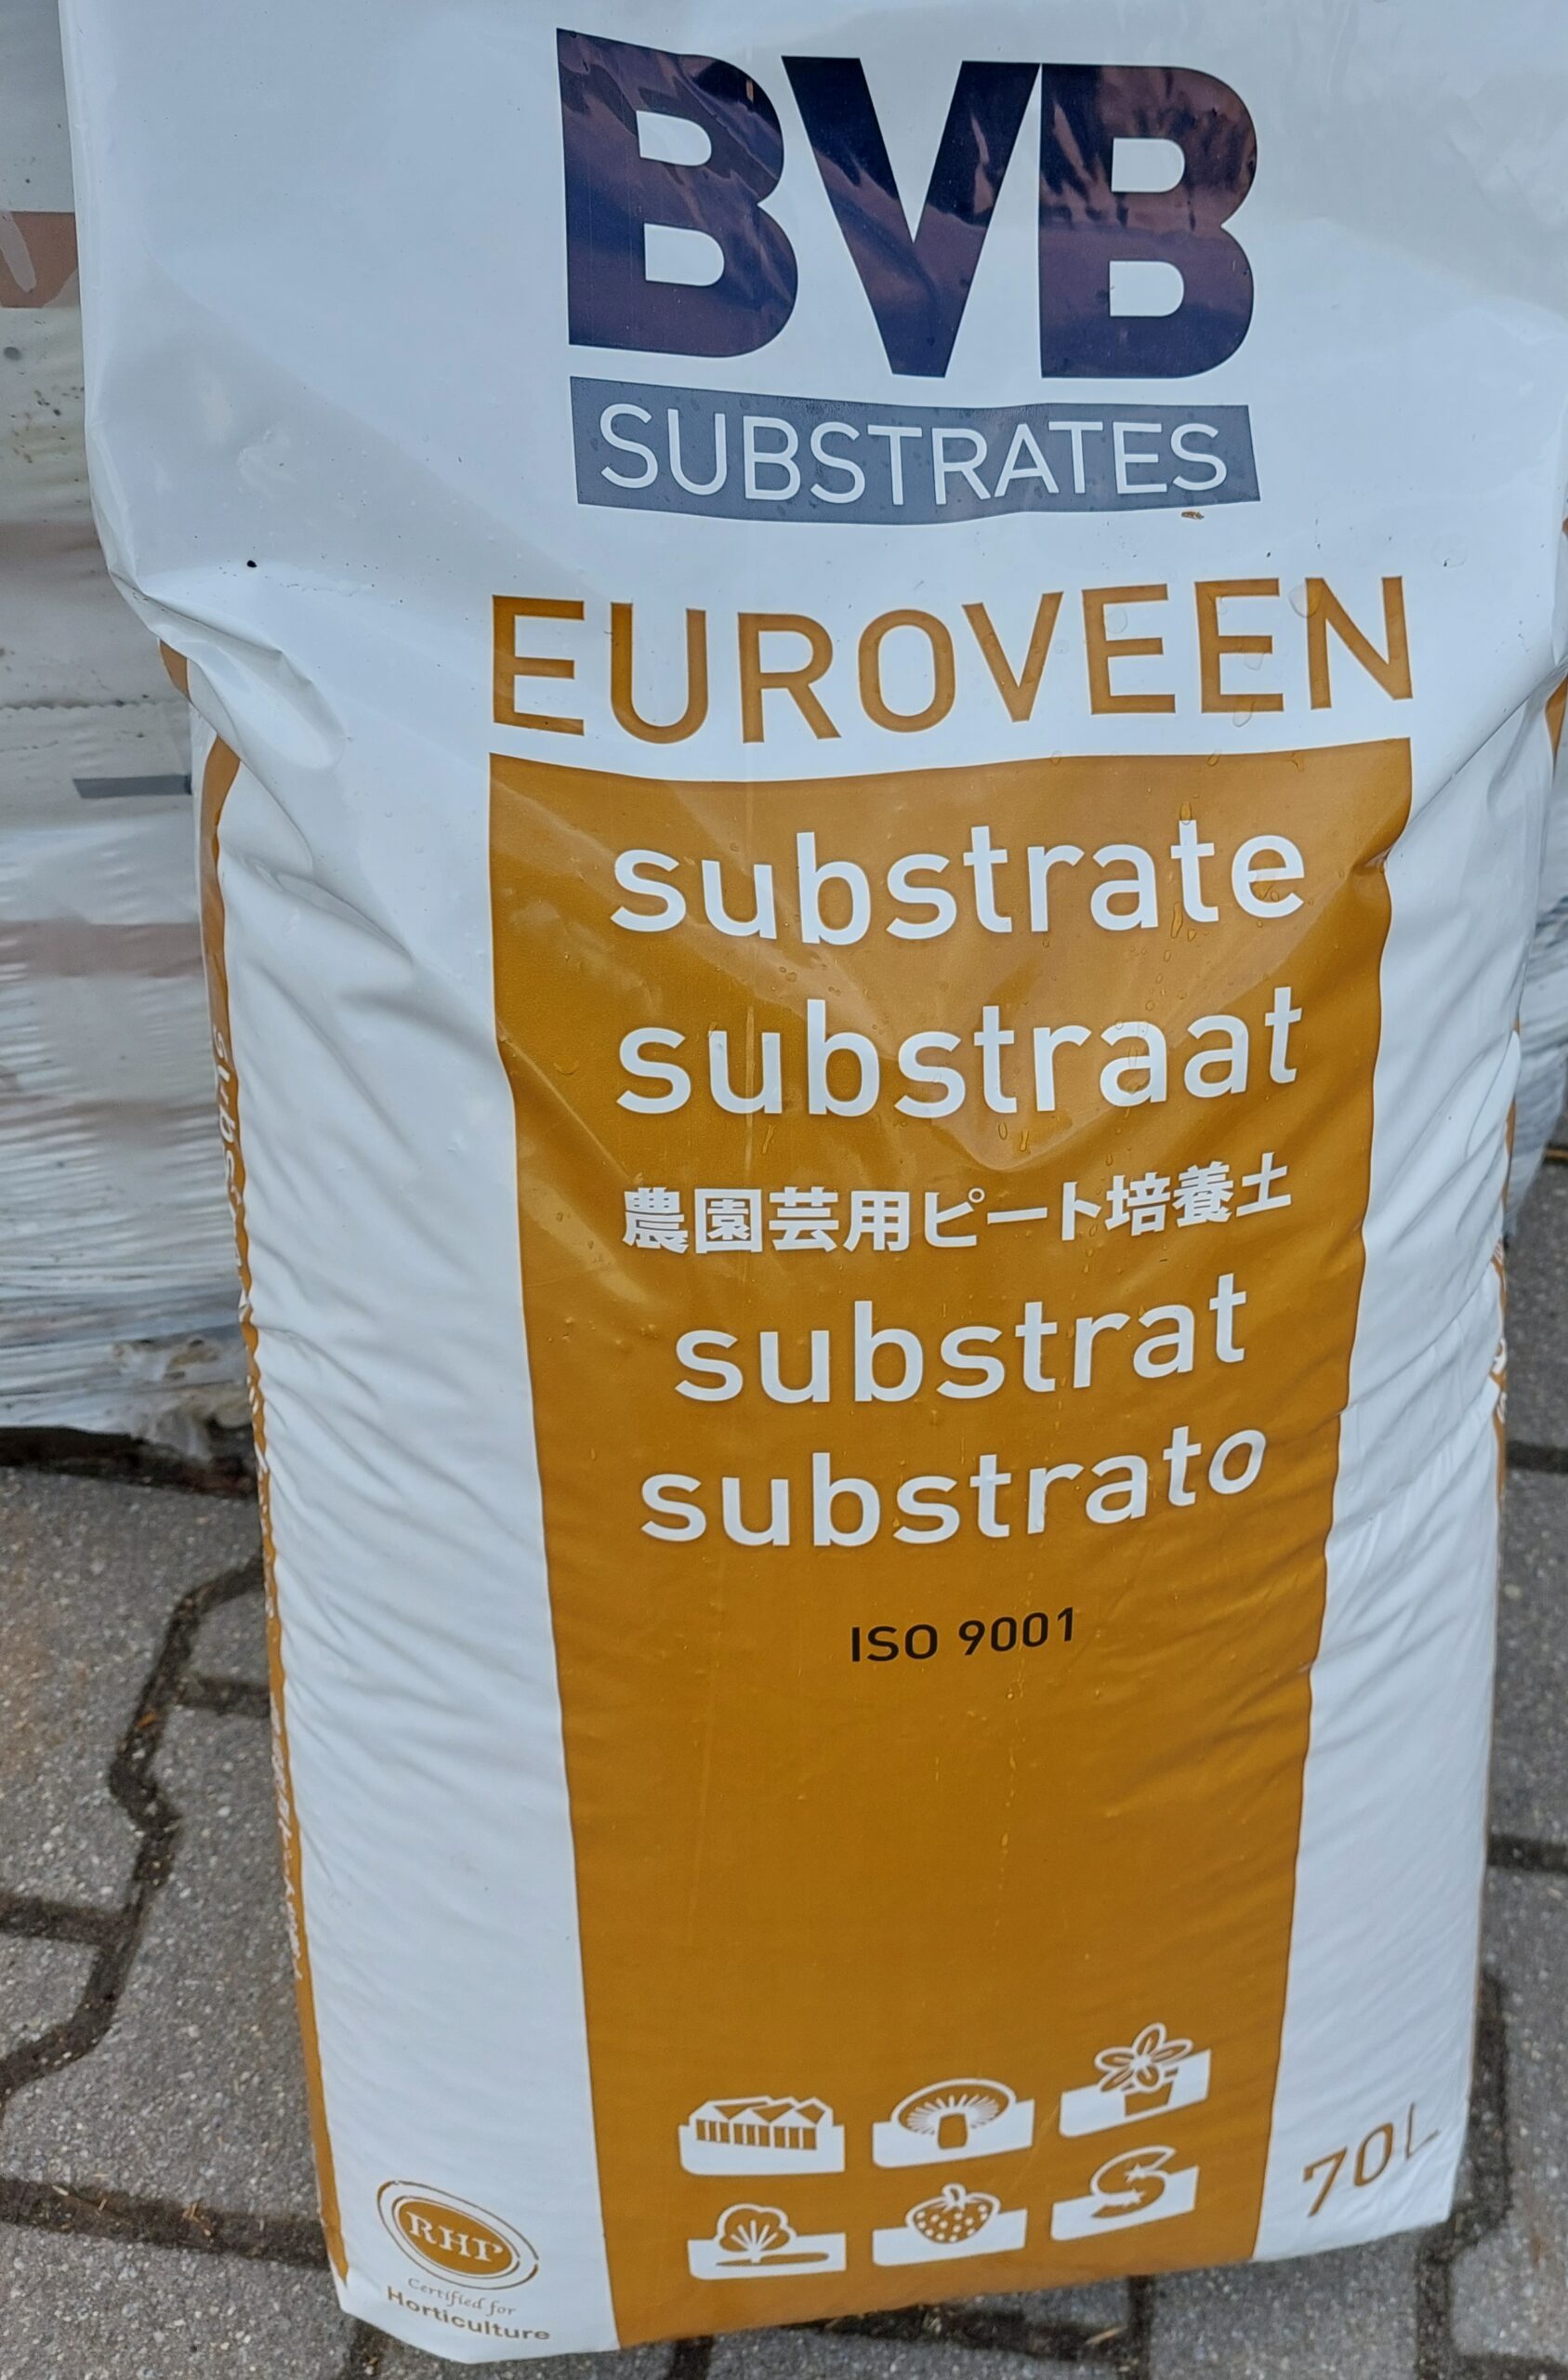 BVB
SUBSTRATES
EUROVEEN
substrate
substraat
農園芸用ピート培養土
substrat
substrato
ISO 9001
70L
RHP
Certified for
Horticulture